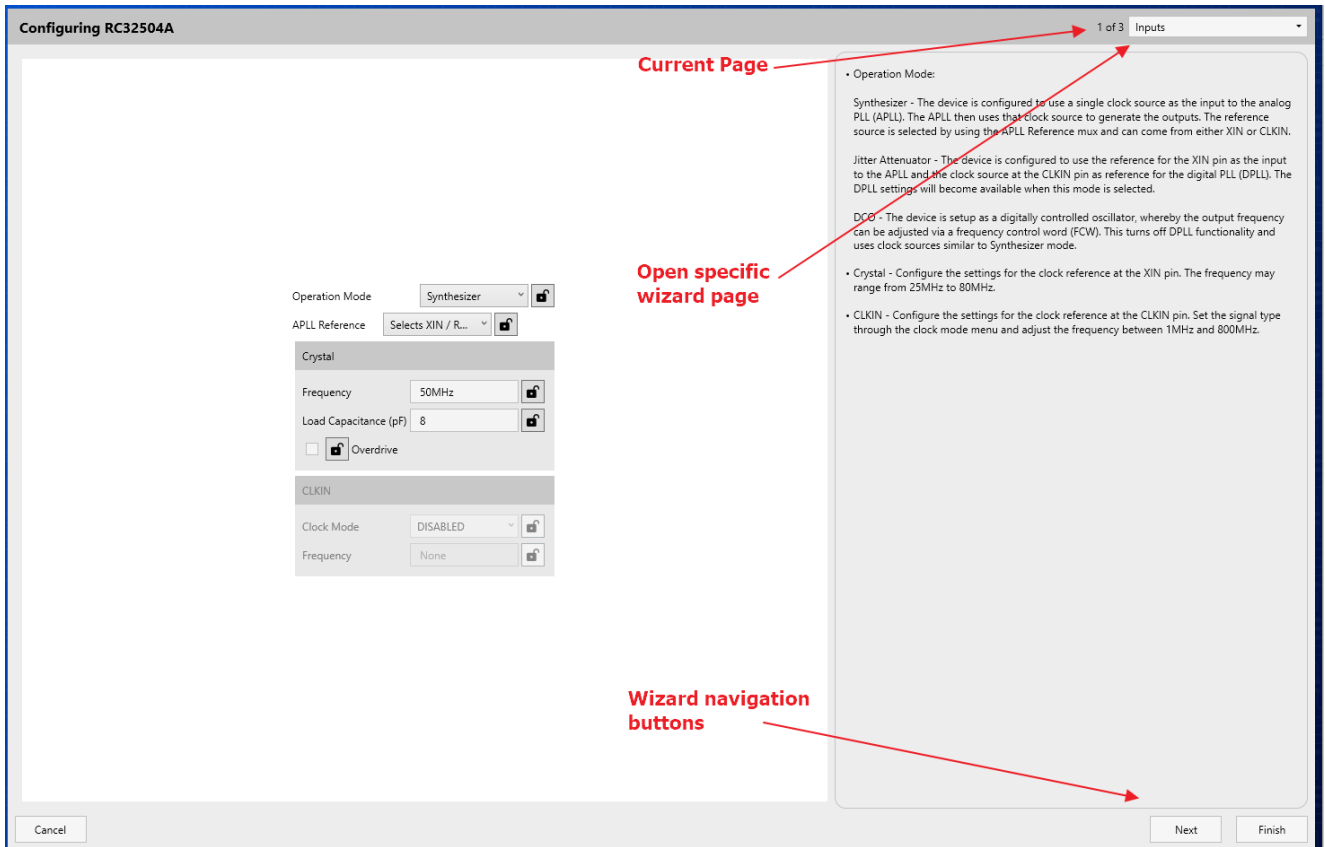 Configuring RC32504A
1 of 3 Inputs
Current Page
Open specific
wizard page
Wizard navigation
buttons
Operation Mode Synthesizer
APLL Reference Selects XIN / R...
Crystal
Frequency 50MHz
Load Capacitance (pF) 8
Overdrive
CLKIN
Clock Mode DISABLED
Frequency None
• Operation Mode:
Synthesizer - The device is configured to use a single clock source as the input to the analog
PLL (APLL). The APLL then uses that clock source to generate the outputs. The reference
source is selected by using the APLL Reference mux and can come from either XIN or CLKIN.
Jitter Attenuator - The device is configured to use the reference for the XIN pin as the input
to the APLL and the clock source at the CLKIN pin as reference for the digital PLL (DPLL). The
DPLL settings will become available when this mode is selected.
DCO - The device is setup as a digitally controlled oscillator, whereby the output frequency
can be adjusted via a frequency control word (FCW). This turns off DPLL functionality and
uses clock sources similar to Synthesizer mode.
• Crystal - Configure the settings for the clock reference at the XIN pin. The frequency may
range from 25MHz to 80MHz.
• CLKIN - Configure the settings for the clock reference at the CLKIN pin. Set the signal type
through the clock mode menu and adjust the frequency between 1MHz and 800MHz.
Cancel
Next
Finish